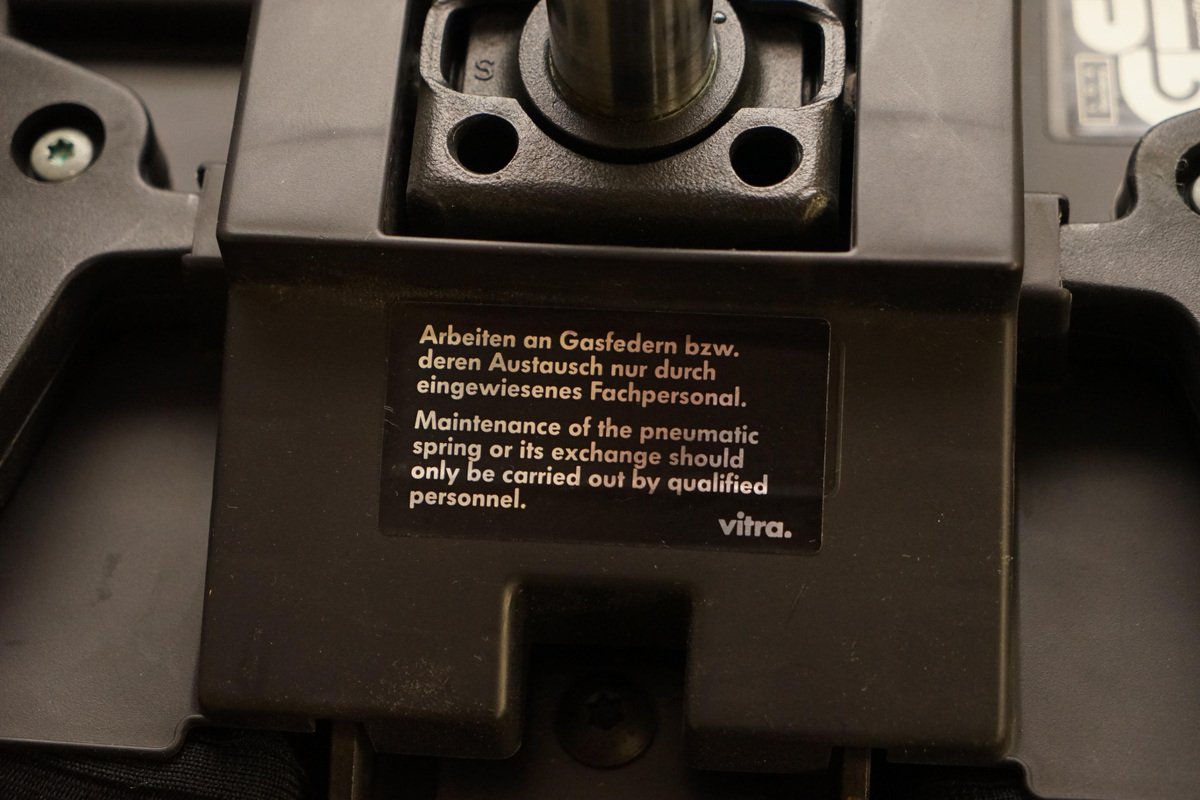 S
Arbeiten an Gasfedern bzw.
deren Austausch nur durch
eingewiesenes Fachpersonal.
Maintenance of the pneumatic
spring or its exchange should
only be carried out by qualified
personnel.
vitra.